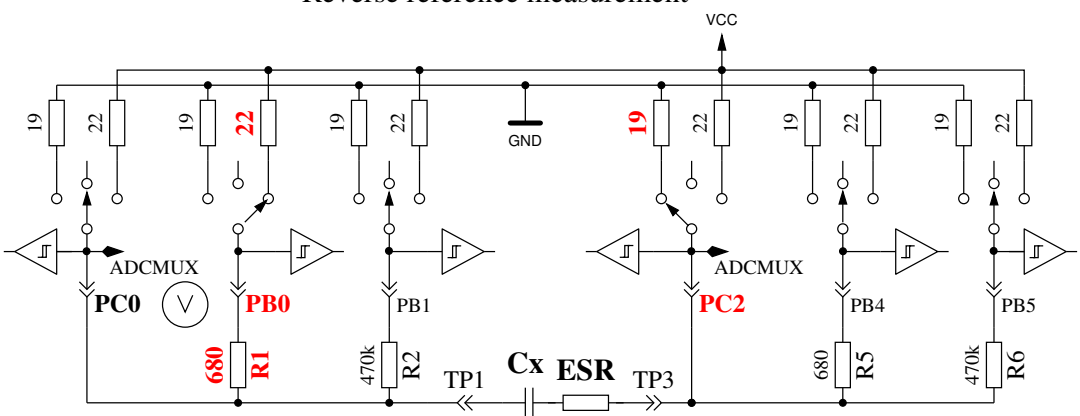 Reverse reference measurement
VCC
19 22 19 22 19 22 19 22 19 22 19 22
GND
ADCMUX ADCMUX
PC0 V PB0 PB1 PC2 PB4 PB5
680 R1 470k R2 680 R5 470k R6
TP1 Cx ESR TP3